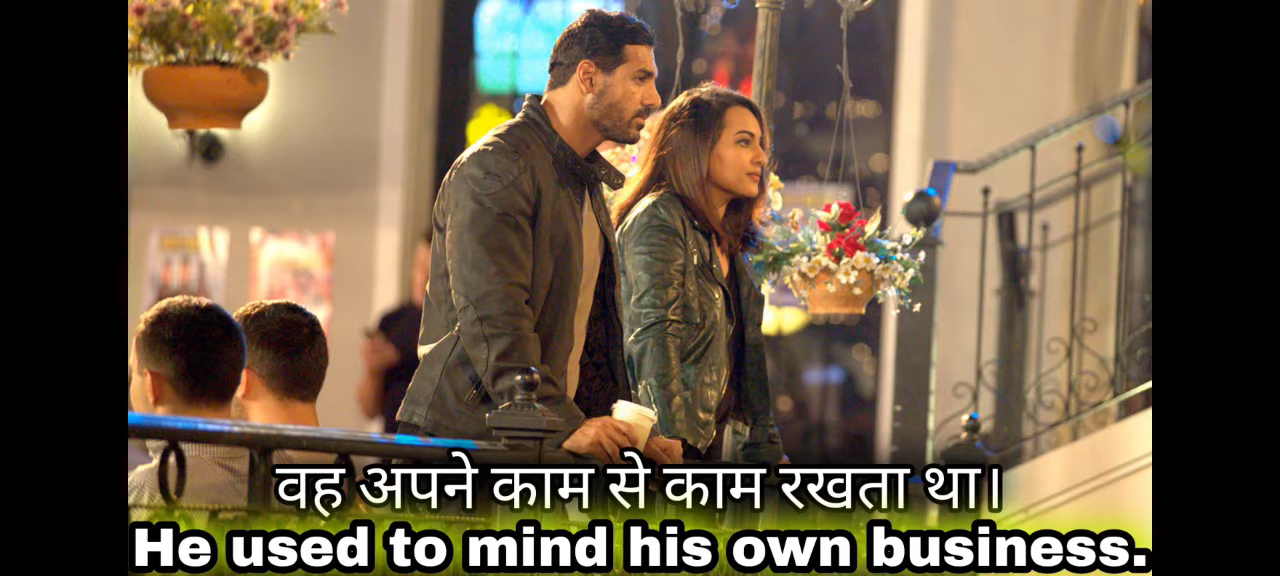 वह अपने काम से काम रखता था।
He used to mind his own business.